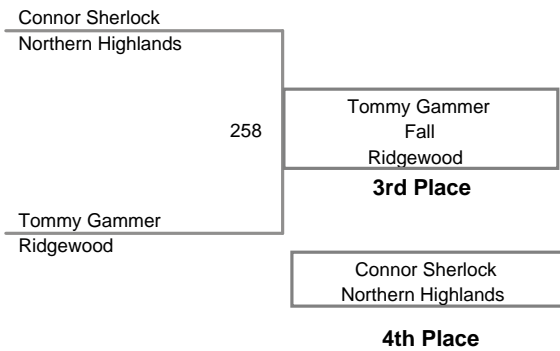 Connor Sherlock
Northern Highlands
258
Tommy Gammer
Fall
Ridgewood
3rd Place
Tommy Gammer
Ridgewood
Connor Sherlock
Northern Highlands
4th Place